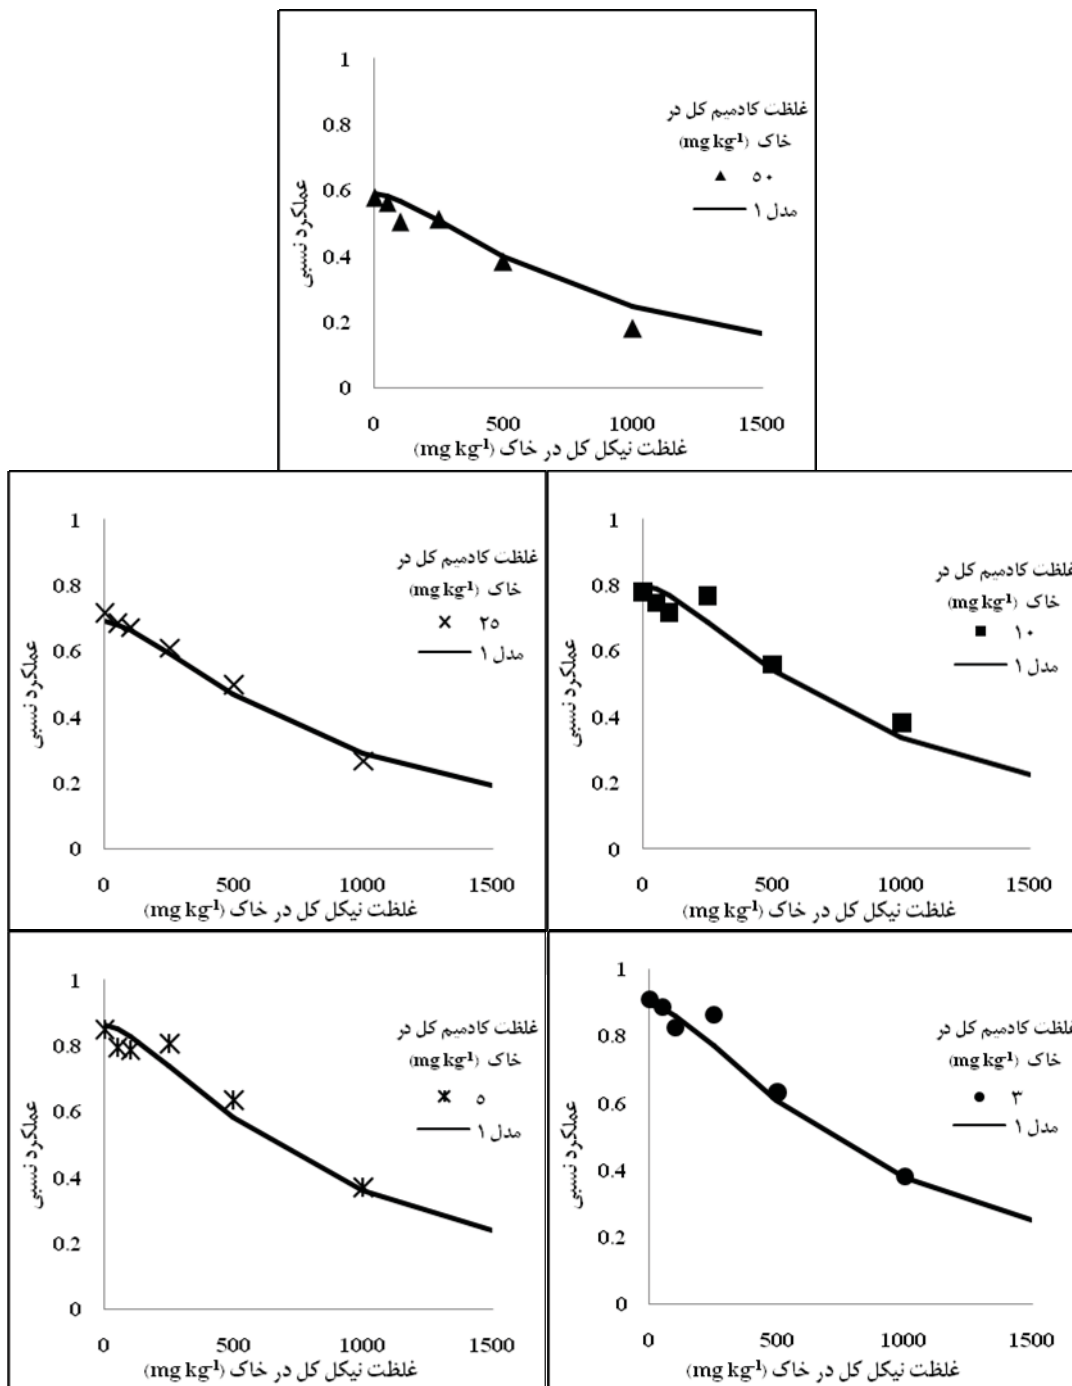 1
0.8
0.6
0.4
0.2
0
عملکرد نسبی
غلظت کادمیم کل در
خاک (mg kg-1)
۵۰
مدل ۱
0 500 1000 1500
غلظت نیکل کل در خاک (mg kg-1)
1
0.8
0.6
0.4
0.2
0
عملکرد نسبی
غلظت کادمیم کل در
خاک (mg kg-1)
۲۵
مدل ۱
0 500 1000 1500
غلظت نیکل کل در خاک (mg kg-1)
1
0.8
0.6
0.4
0.2
0
عملکرد نسبی
غلظت کادمیم کل در
خاک (mg kg-1)
۱۰
مدل ۱
0 500 1000 1500
غلظت نیکل کل در خاک (mg kg-1)
1
0.8
0.6
0.4
0.2
0
عملکرد نسبی
غلظت کادمیم کل در
خاک (mg kg-1)
۵
مدل ۱
0 500 1000 1500
غلظت نیکل کل در خاک (mg kg-1)
1
0.8
0.6
0.4
0.2
0
عملکرد نسبی
غلظت کادمیم کل در
خاک (mg kg-1)
۳
مدل ۱
0 500 1000 1500
غلظت نیکل کل در خاک (mg kg-1)